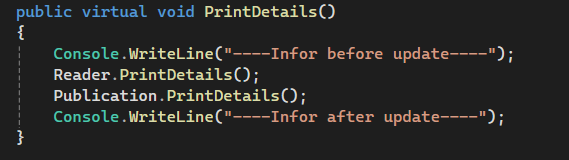 public virtual void PrintDetails()
{
Console.WriteLine("----Infor before update----");
Reader.PrintDetails();
Publication.PrintDetails();
Console.WriteLine("----Infor after update----");
}